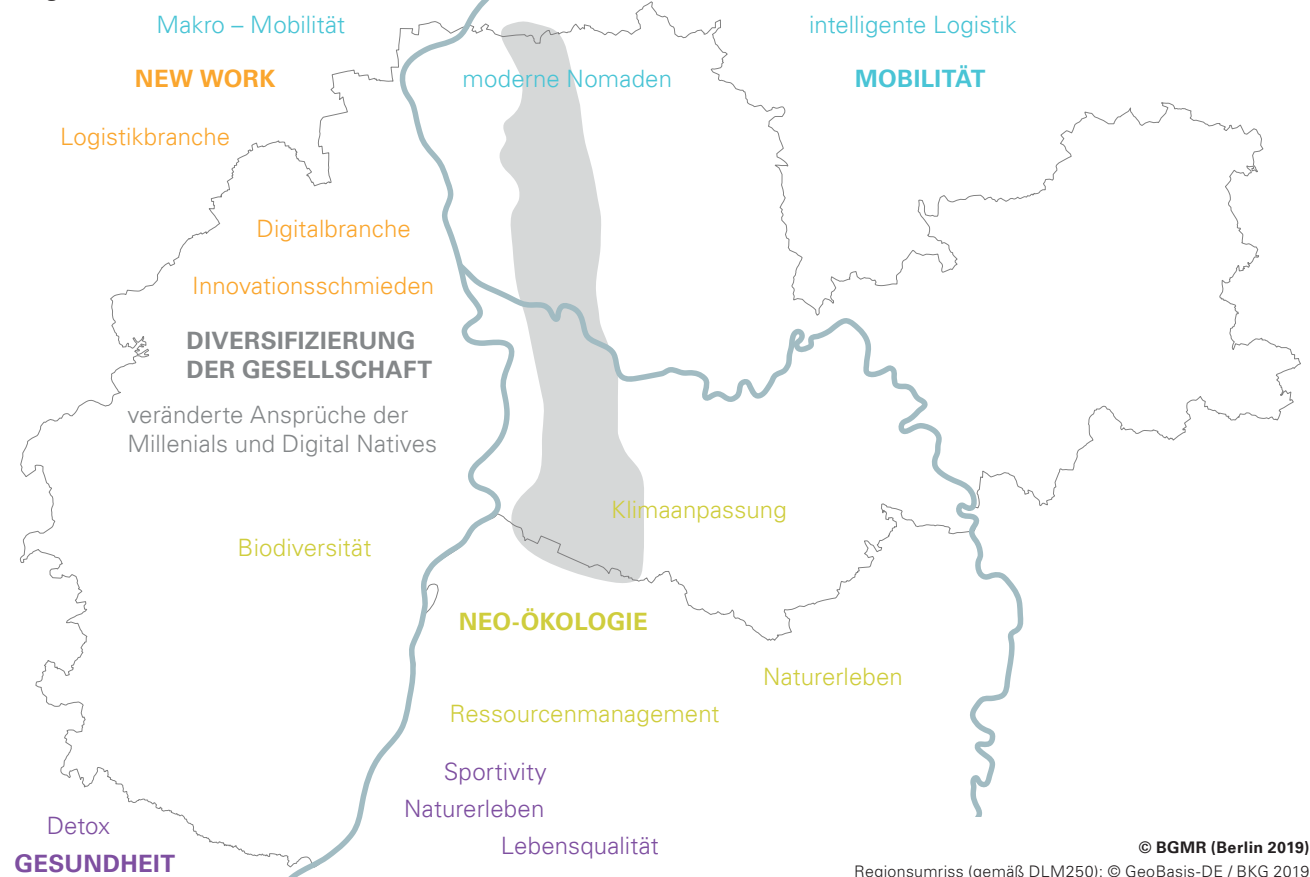 Makro – Mobilität
intelligente Logistik
NEW WORK
moderne Nomaden
MOBILITÄT
Logistikbranche
Digitalbranche
Innovationsschmieden
DIVERSIFIZIERUNG
DER GESELLSCHAFT
veränderte Ansprüche der
Millenials und Digital Natives
Klimaanpassung
Biodiversität
NEO-ÖKOLOGIE
Naturerleben
Ressourcenmanagement
Sportivity
Naturerleben
Detox
Lebensqualität
GESUNDHEIT
© BGMR (Berlin 2019)
Regionsumriss (gemäß DLM250): © GeoBasis-DE / BKG 2019